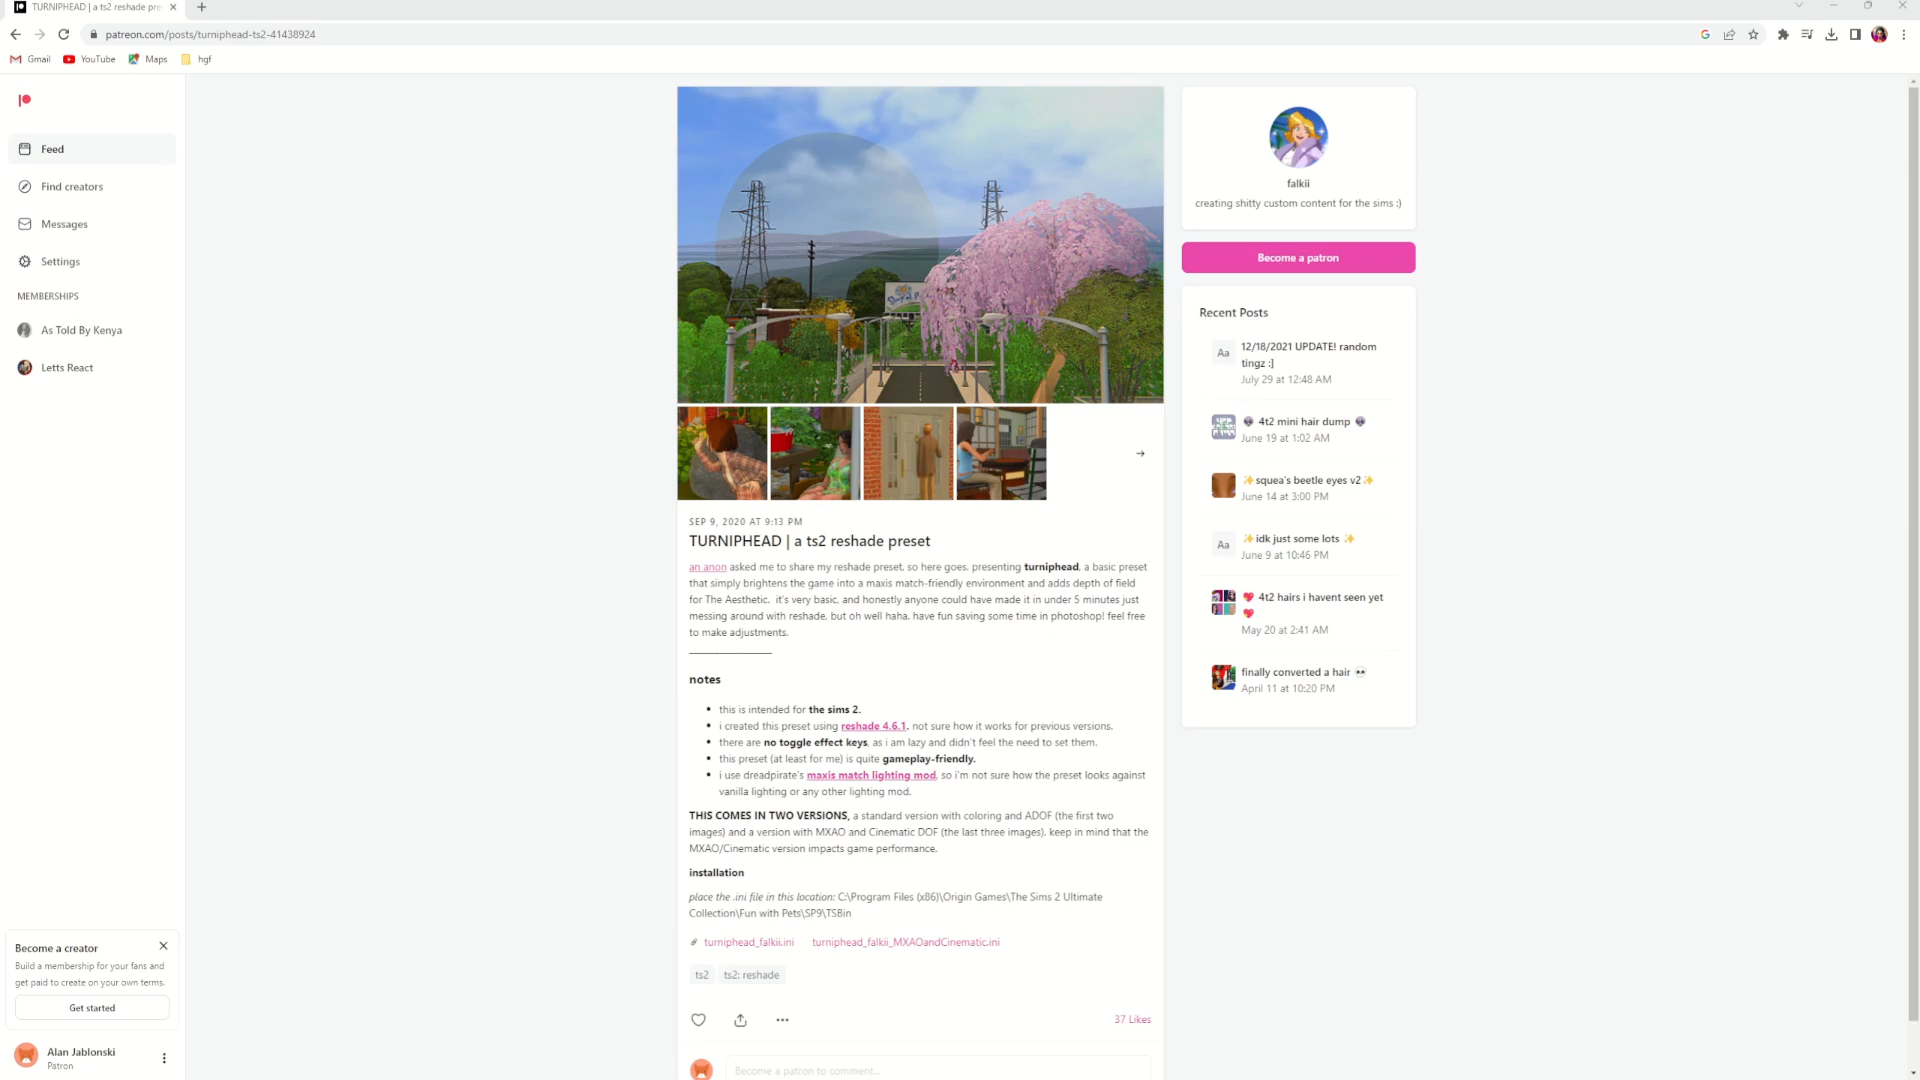 TURNIPHEAD | a ts2 reshade pre
patreon.com/posts/turniphead-ts2-41438924
Gmail
YouTube
Maps
hgf
Feed
Find creators
Messages
Settings
MEMBERSHIPS
As Told By Kenya
Letts React
Become a creator
Build a membership for your fans and
get paid to create on your own terms.
Get started
Alan Jablonski
Patron
SEP 9, 2020 AT 9:13 PM
TURNIPHEAD | a ts2 reshade preset
an anon asked me to share my reshade preset, so here goes. presenting turniphead, a basic preset
that simply brightens the game into a maxis match-friendly environment and adds depth of field
for The Aesthetic. it's very basic, and honestly anyone could have made it in under 5 minutes just
messing around with reshade, but oh well haha. have fun saving some time in photoshop! feel free
to make adjustments.
notes
• this is intended for the sims 2.
• i created this preset using reshade 4.6.1. not sure how it works for previous versions.
• there are no toggle effect keys, as i am lazy and didn't feel the need to set them.
• this preset (at least for me) is quite gameplay-friendly.
• i use dreadpirate's maxis match lighting mod, so i'm not sure how the preset looks against
vanilla lighting or any other lighting mod.
THIS COMES IN TWO VERSIONS, a standard version with coloring and ADOF (the first two
images) and a version with MXAO and Cinematic DOF (the last three images). keep in mind that the
MXAO/Cinematic version impacts game performance.
installation
place the .ini file in this location: C:\Program Files (x86)\Origin Games\The Sims 2 Ultimate
Collection\Fun with Pets\SP9\TSBin
turniphead_falkii.ini turniphead_falkii_MXAOandCinematic.ini
ts2 ts2: reshade
37 Likes
Become a patron to comment...
falkii
creating shitty custom content for the sims :)
Become a patron
Recent Posts
Aa
12/18/2021 UPDATE! random
tingz :]
July 29 at 12:48 AM
👽 4t2 mini hair dump 👽
June 19 at 1:02 AM
✨squea's beetle eyes v2✨
June 14 at 3:00 PM
Aa
✨idk just some lots ✨
June 9 at 10:46 PM
💖 4t2 hairs i havent seen yet
💖
May 20 at 2:41 AM
finally converted a hair 💀
April 11 at 10:20 PM